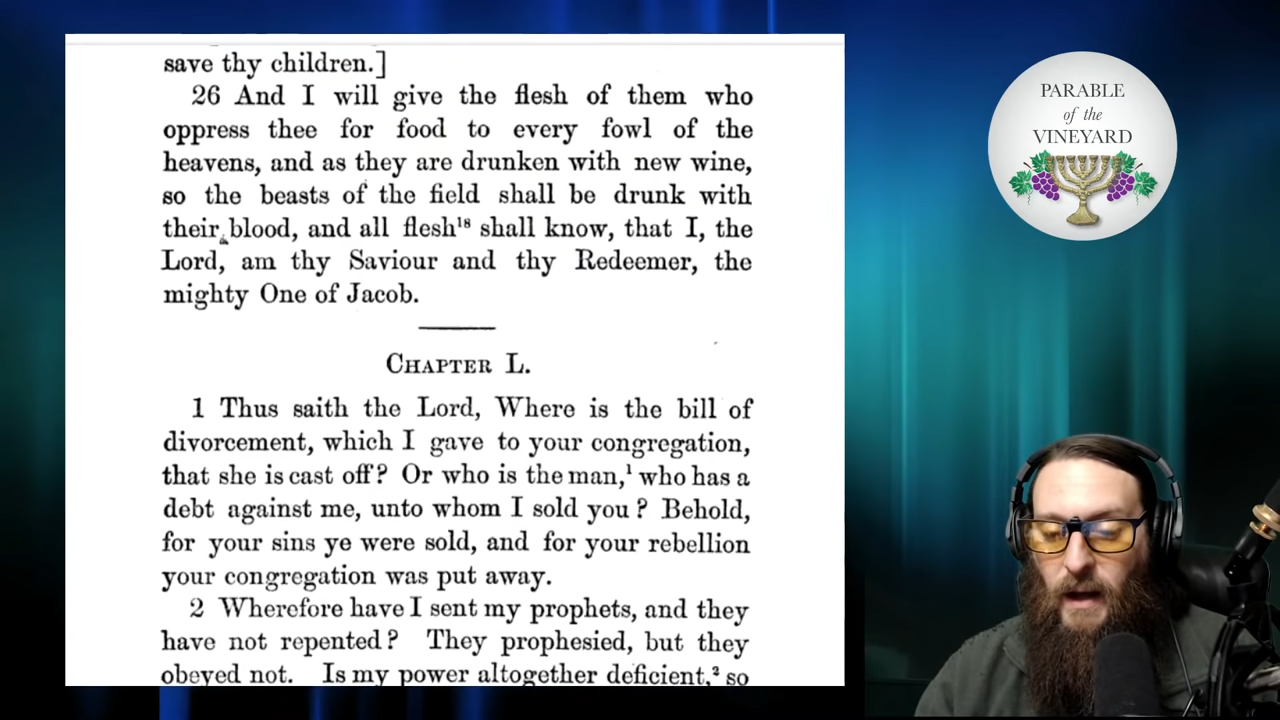 save thy children.]
26 And I will give the flesh of them who
oppress thee for food to every fowl of the
heavens, and as they are drunken with new wine,
so the beasts of the field shall be drunk with
their blood, and all flesh¹⁸ shall know, that I, the
Lord, am thy Saviour and thy Redeemer, the
mighty One of Jacob.
CHAPTER L.
1 Thus saith the Lord, Where is the bill of
divorcement, which I gave to your congregation,
that she is cast off? Or who is the man,¹ who has a
debt against me, unto whom I sold you? Behold,
for your sins ye were sold, and for your rebellion
your congregation was put away.
2 Wherefore have I sent my prophets, and they
have not repented? They prophesied, but they
obeyed not. Is my power altogether deficient,² so
PARABLE
of the
VINEYARD